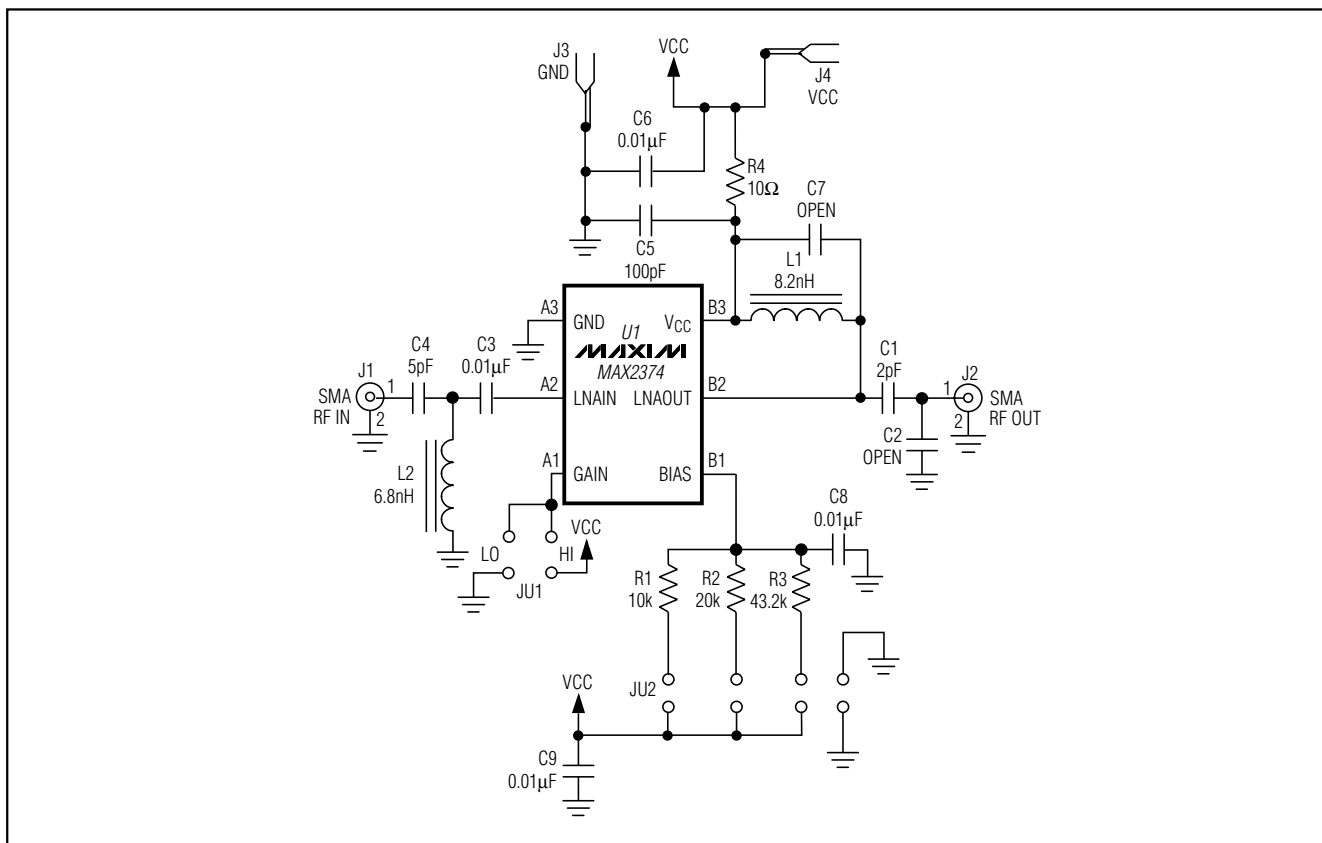 J3
GND
VCC
J4
VCC
C6
0.01µF
R4
10Ω
C7
OPEN
C5
100pF
L1
8.2nH
A3
GND
U1
MAXIM
MAX2374
VCC
B3
J1
SMA
RF IN
1
2
C4
5pF
C3
0.01µF
A2
LNAIN
LNAOUT
B2
C1
2pF
J2
1
2
SMA
RF OUT
C2
OPEN
L2
6.8nH
A1
GAIN
BIAS
B1
LO
HI
VCC
JU1
C8
0.01µF
R1
10k
R2
20k
R3
43.2k
VCC
JU2
C9
0.01µF